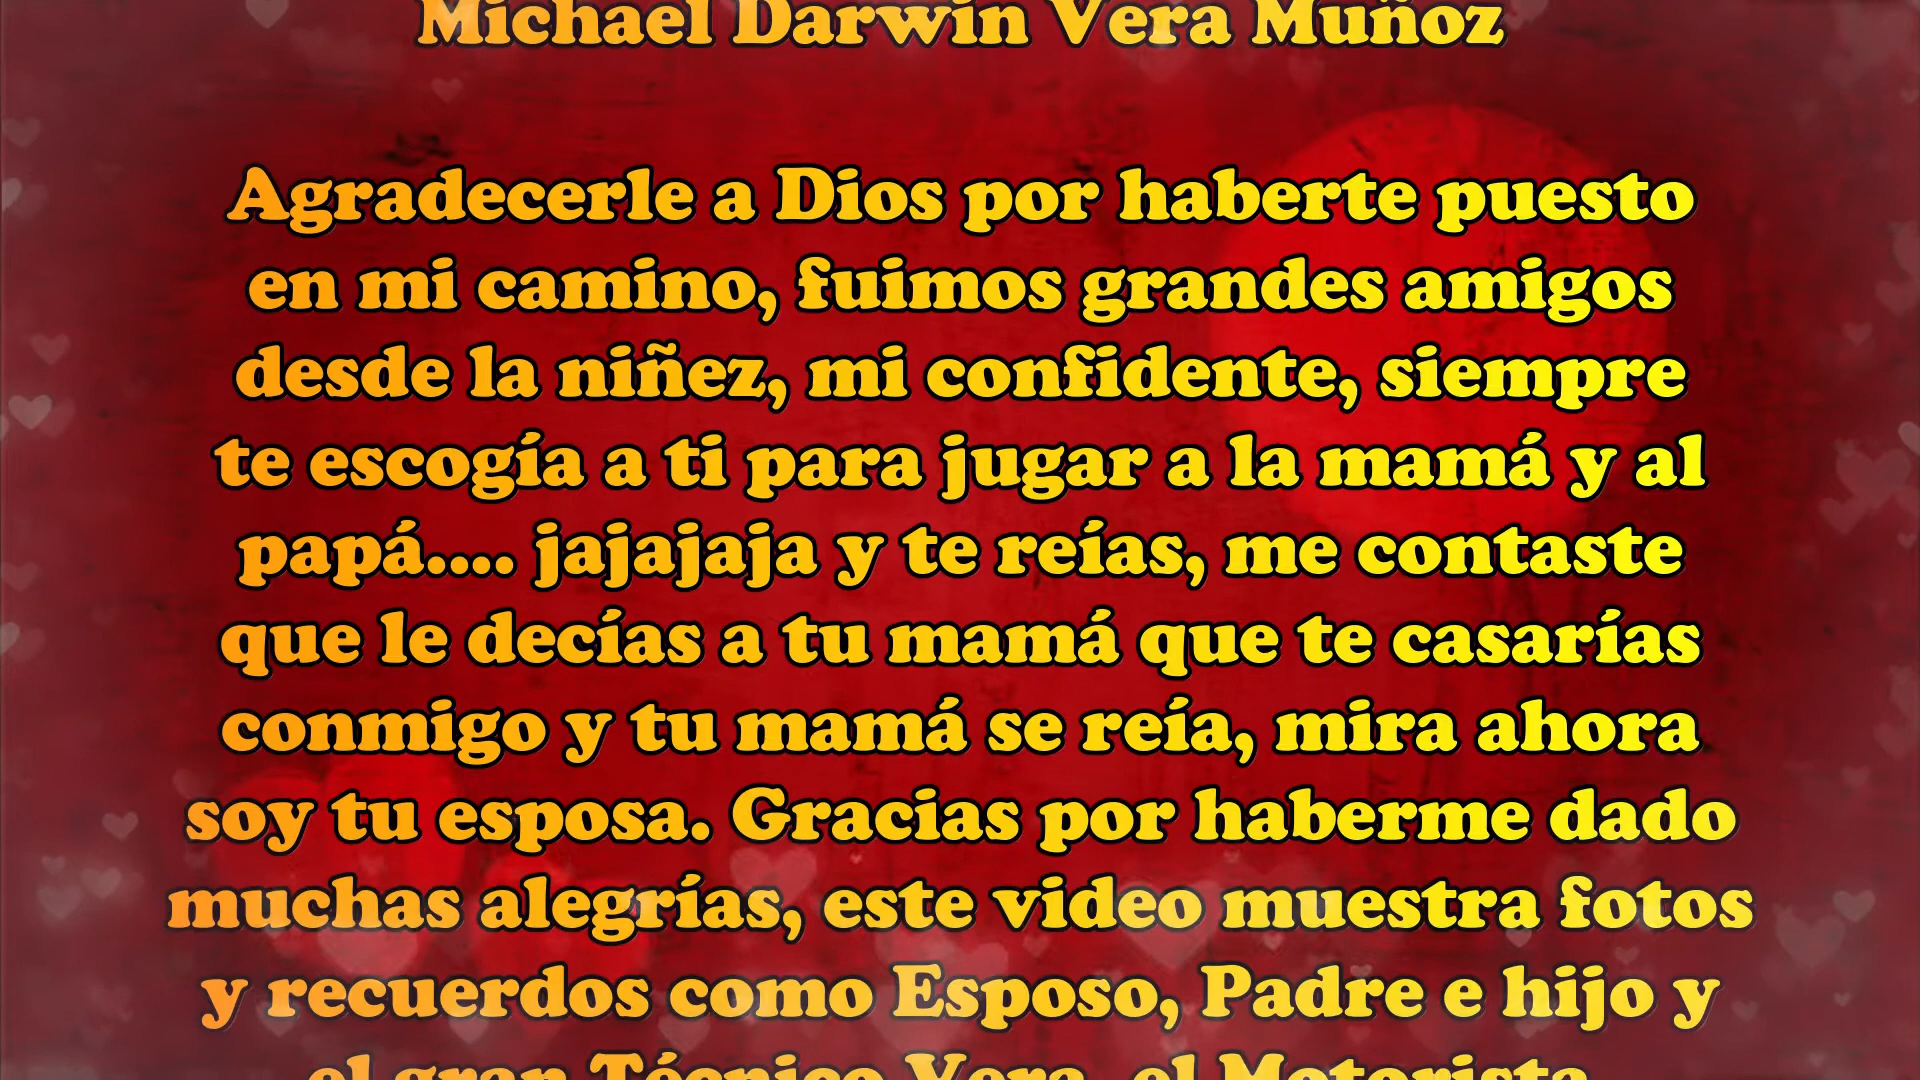 Michael Darwin Vera Muñoz
Agradecerle a Dios por haberte puesto
en mi camino, fuimos grandes amigos
desde la niñez, mi confidente, siempre
te escogía a ti para jugar a la mamá y al
papá.... jajajaja y te reías, me contaste
que le decías a tu mamá que te casarías
conmigo y tu mamá se reía, mira ahora
soy tu esposa. Gracias por haberme dado
muchas alegrías, este video muestra fotos
y recuerdos como Esposo, Padre e hijo y
el gran Técnico Vera, el Motorista